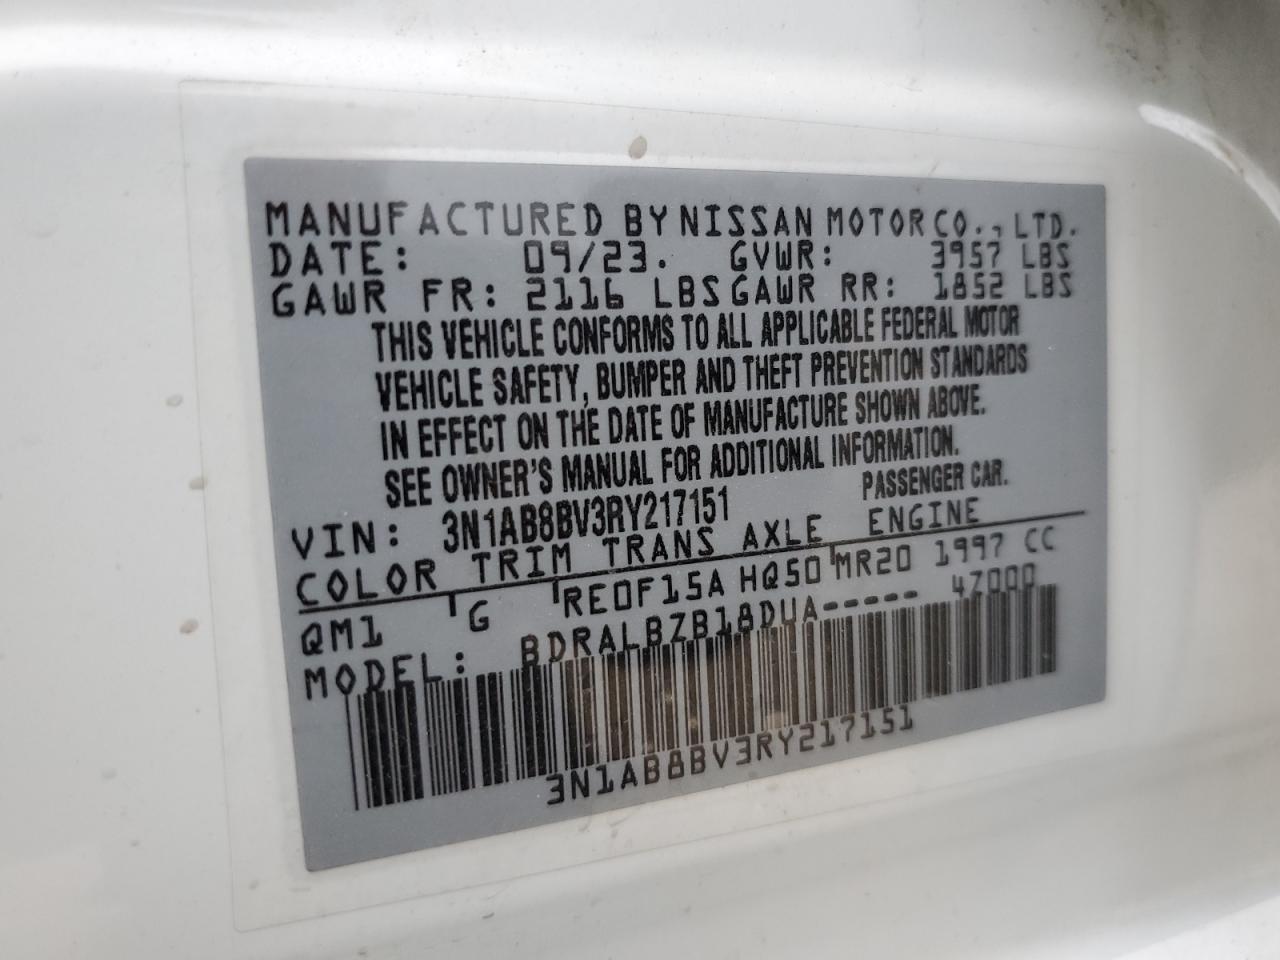 MANUFACTURED BY NISSAN MOTOR CO., LTD.
DATE: 09/23. GVWR: 3957 LBS
GAWR FR: 2116 LBS GAWR RR: 1852 LBS
THIS VEHICLE CONFORMS TO ALL APPLICABLE FEDERAL MOTOR
VEHICLE SAFETY, BUMPER AND THEFT PREVENTION STANDARDS
IN EFFECT ON THE DATE OF MANUFACTURE SHOWN ABOVE.
SEE OWNER'S MANUAL FOR ADDITIONAL INFORMATION.
VIN: 3N1AB8BV3RY217151 PASSENGER CAR.
COLOR TRIM TRANS AXLE ENGINE
QM1 G RE0F15A HQ50 MR20 1997 CC
MODEL: BDRALBZB18DUA----- 4Z000
3N1AB8BV3RY217151